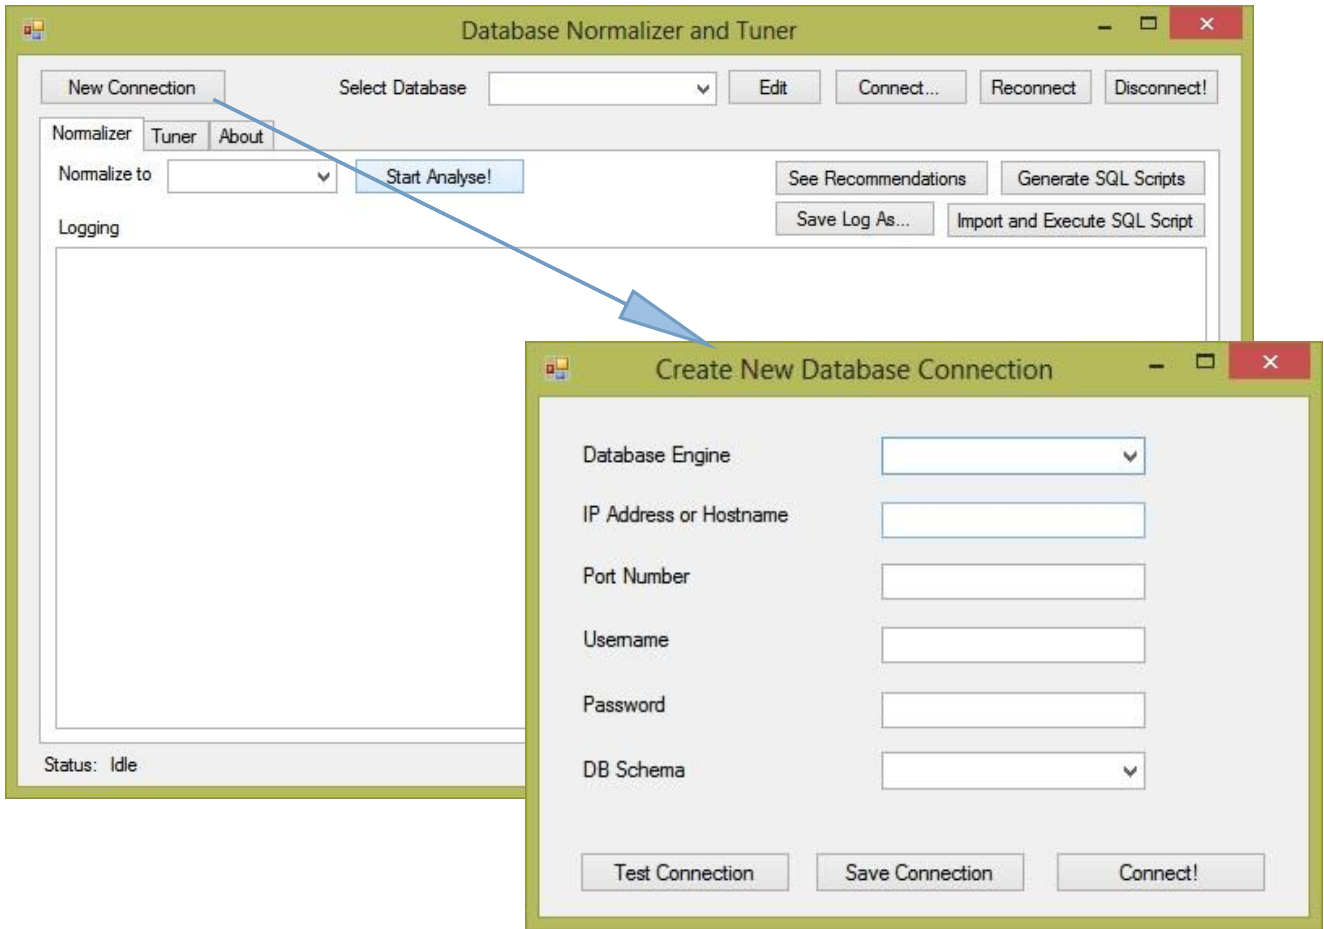 Database Normalizer and Tuner
New Connection Select Database Edit Connect... Reconnect Disconnect!
Normalizer Tuner About
Normalize to Start Analyse! See Recommendations Generate SQL Scripts
Save Log As... Import and Execute SQL Script
Logging
Status: Idle
Create New Database Connection
Database Engine
IP Address or Hostname
Port Number
Username
Password
DB Schema
Test Connection Save Connection Connect!